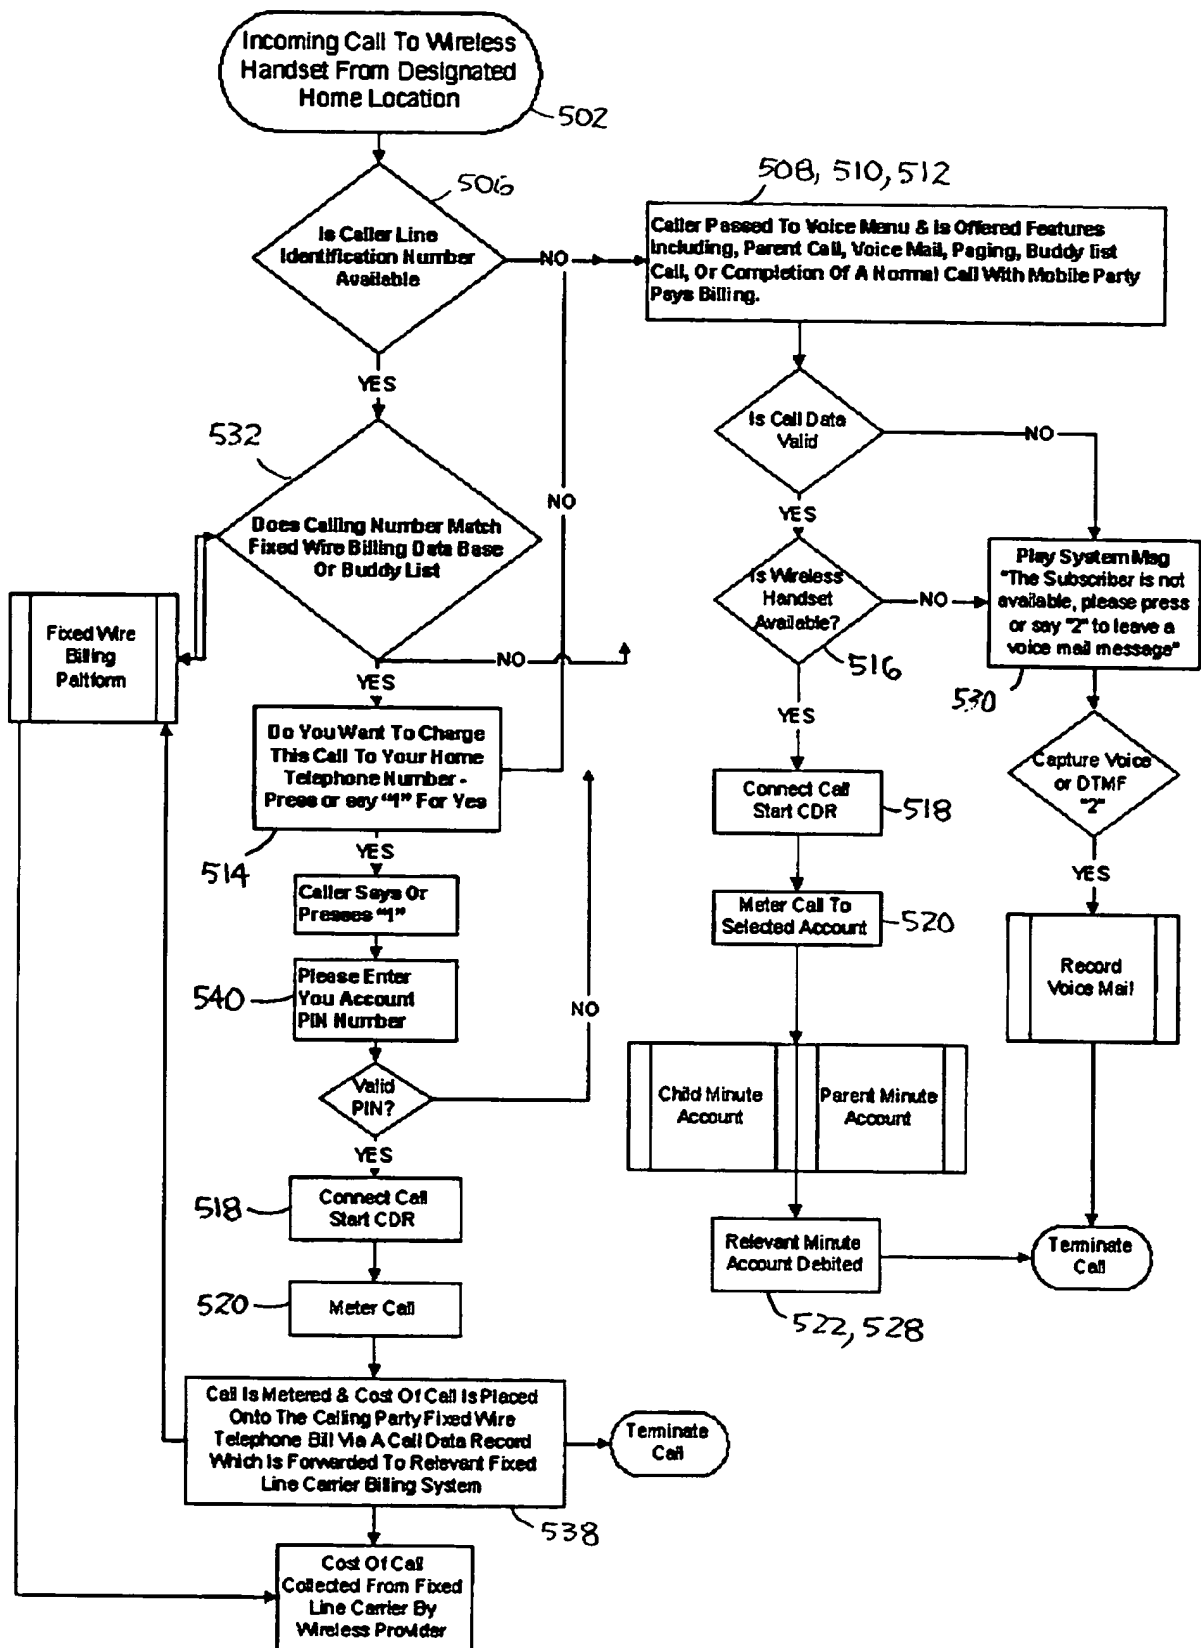 Incoming Call To Wireless
Handset From Designated
Home Location
502
506
Is Caller Line
Identification Number
Available
NO
YES
508, 510, 512
Caller Passed To Voice Menu & Is Offered Features
Including, Parent Call, Voice Mail, Paging, Buddy list
Call, Or Completion Of A Normal Call With Mobile Party
Pays Billing.
532
Does Calling Number Match
Fixed Wire Billing Data Base
Or Buddy List
NO
NO
YES
Fixed Wire
Billing
Paltform
Do You Want To Charge
This Call To Your Home
Telephone Number -
Press or say "1" For Yes
514
YES
Caller Says Or
Presees "1"
540
Please Enter
You Account
PIN Number
NO
Valid
PIN?
YES
518
Connect Call
Start CDR
520
Meter Call
Call Is Metered & Cost Of Call Is Placed
Onto The Calling Party Fixed Wire
Telephone Bill Via A Call Data Record
Which Is Forwarded To Relevant Fixed
Line Carrier Billing System
538
Terminate
Call
Cost Of Call
Collected From Fixed
Line Carrier By
Wireless Provider
Is Call Data
Valid
NO
YES
Is Wireless
Handset
Available?
NO
516
YES
Play System Msg
"The Subscriber is not
available, please press
or say "2" to leave a
voice mail message"
530
Capture Voice
or DTMF
"2"
YES
Record
Voice Mail
Connect Call
Start CDR
518
Meter Call To
Selected Account
520
Child Minute
Account
Parent Minute
Account
Relevant Minute
Account Debited
522, 528
Terminate
Call